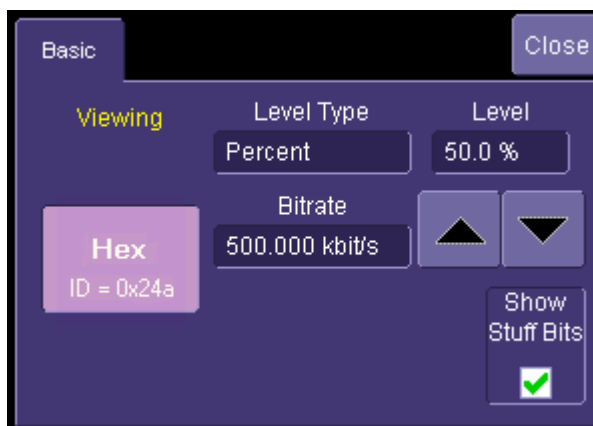 Basic
Close
Viewing
Level Type
Level
Percent
50.0 %
Bitrate
500.000 kbit/s
Hex
ID = 0x24a
Show
Stuff Bits